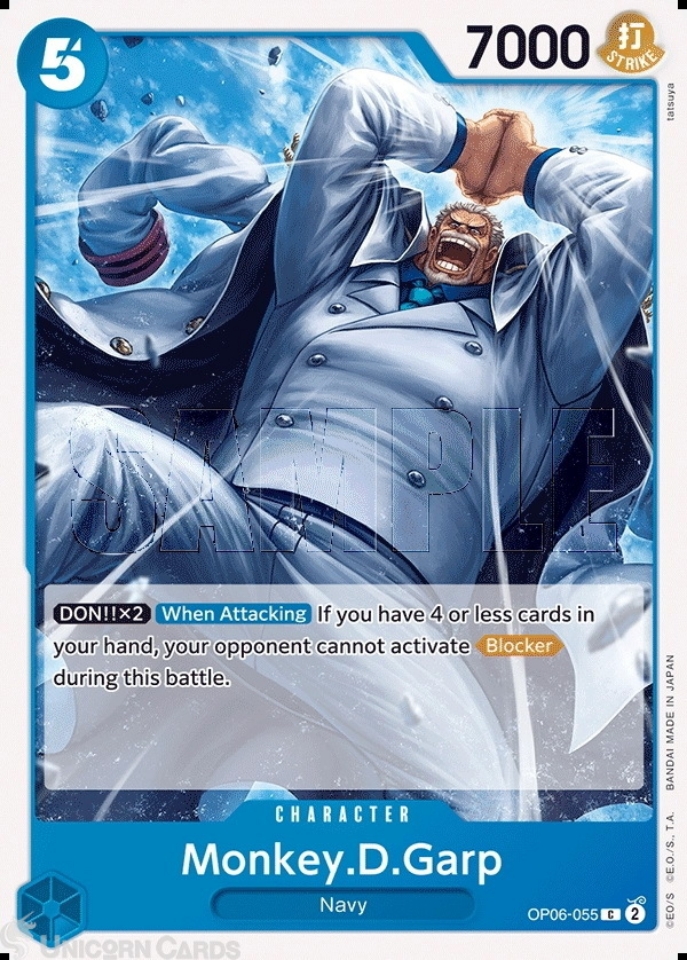 5
7000
打
STRIKE
tatsuya
SAMPLE
DON!!×2 When Attacking If you have 4 or less cards in
your hand, your opponent cannot activate Blocker
during this battle.
CHARACTER
Monkey.D.Garp
Navy
OP06-055 C 2
©E.O/S ©E.O./S., T.A. BANDAI MADE IN JAPAN
UNICORN CARDS